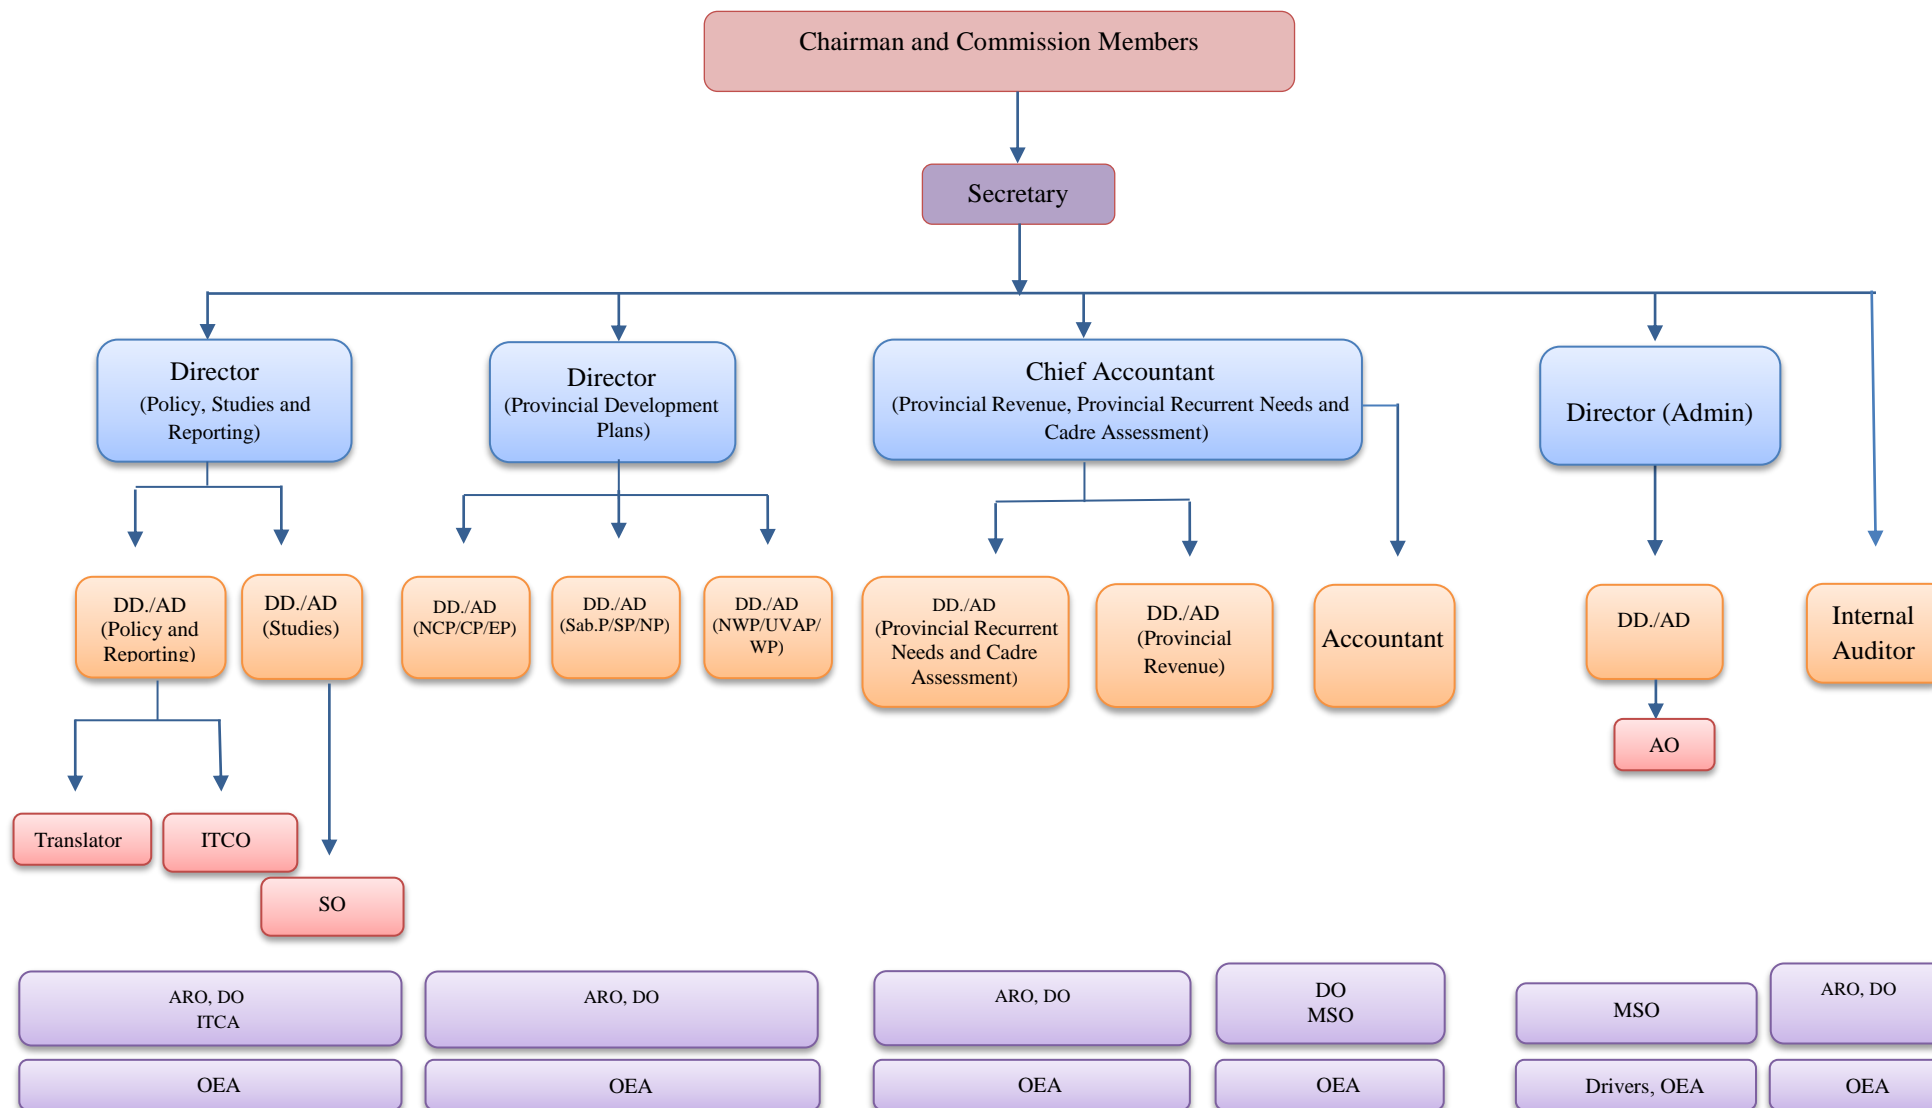 Chairman and Commission Members
Secretary
Director
(Policy, Studies and
Reporting)
Director
(Provincial Development
Plans)
Chief Accountant
(Provincial Revenue, Provincial Recurrent Needs and
Cadre Assessment)
Director (Admin)
DD./AD
(Policy and
Reporting)
DD./AD
(Studies)
DD./AD
(NCP/CP/EP)
DD./AD
(Sab.P/SP/NP)
DD./AD
(NWP/UVAP/
WP)
DD./AD
(Provincial Recurrent
Needs and Cadre
Assessment)
DD./AD
(Provincial
Revenue)
Accountant
DD./AD
Internal
Auditor
AO
Translator
ITCO
SO
ARO, DO
ITCA
ARO, DO
ARO, DO
DO
MSO
MSO
ARO, DO
OEA
OEA
OEA
OEA
Drivers, OEA
OEA